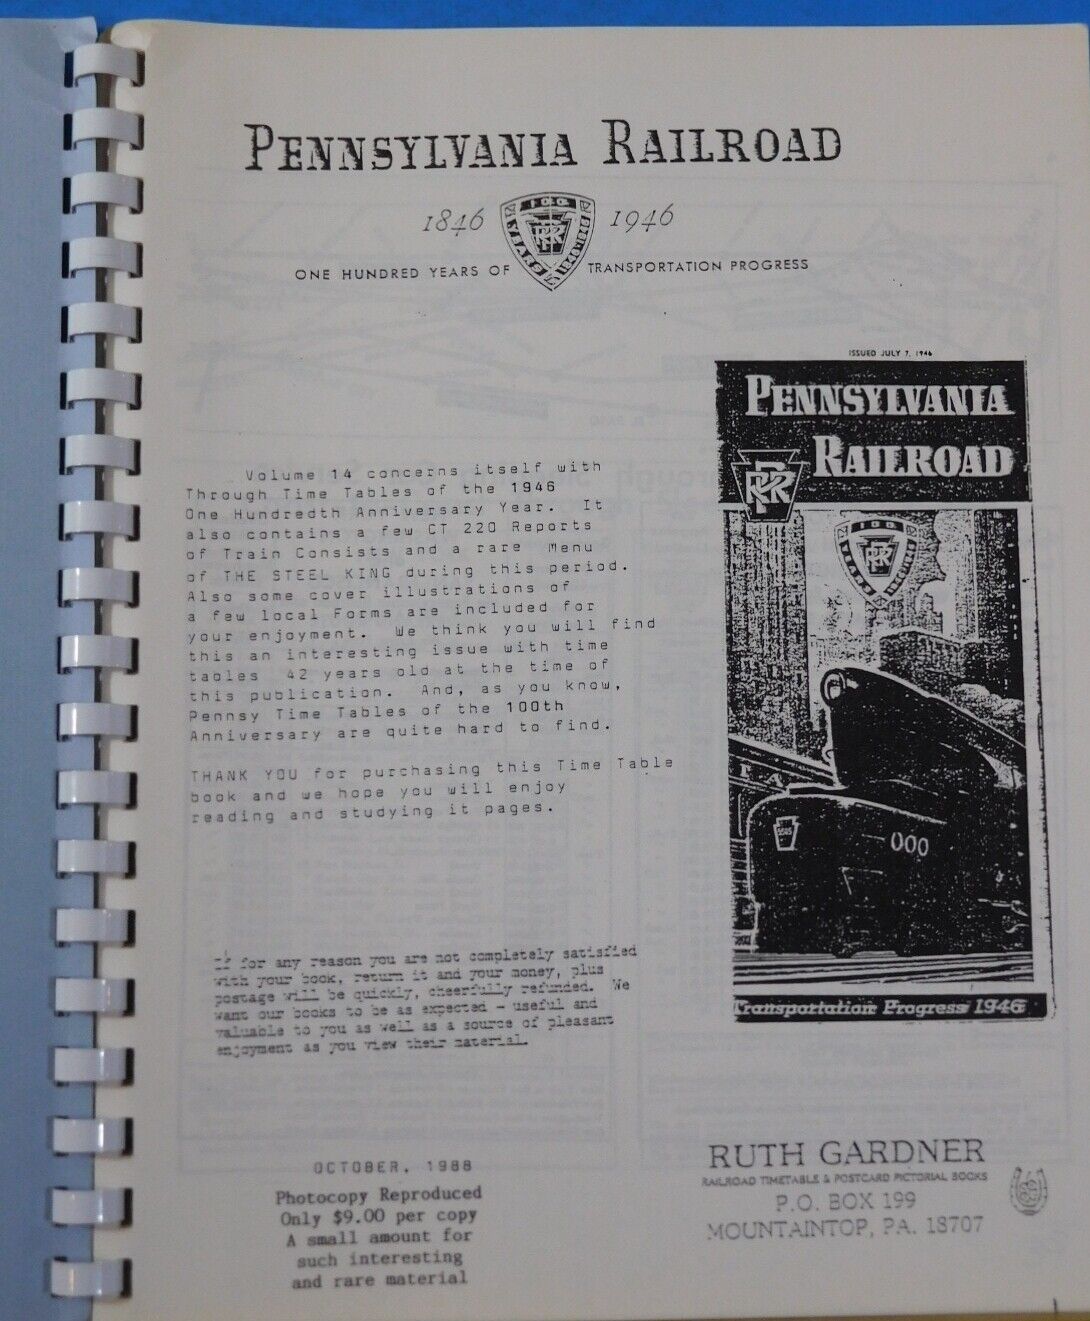 PENNSYLVANIA RAILROAD
1846 1946
100
YEARS
PRR
1846-1946
ONE HUNDRED YEARS OF TRANSPORTATION PROGRESS
ISSUED JULY 7, 1946
PENNSYLVANIA
RAILROAD
PRR
100
YEARS
PRR
000
Transportation Progress 1946
Volume 14 concerns itself with
Through Time Tables of the 1946
One Hundredth Anniversary Year. It
also contains a few CT 220 Reports
of Train Consists and a rare Menu
of THE STEEL KING during this period.
Also some cover illustrations of
a few local Forms are included for
your enjoyment. We think you will find
this an interesting issue with time
tables 42 years old at the time of
this publication. And, as you know,
Pennsy Time Tables of the 100th
Anniversary are quite hard to find.
THANK YOU for purchasing this Time Table
book and we hope you will enjoy
reading and studying it pages.
If for any reason you are not completely satisfied
with your book, return it and your money, plus
postage will be quickly, cheerfully refunded. We
want our books to be as expected - useful and
valuable to you as well as a source of pleasant
enjoyment as you view their material.
OCTOBER, 1988
Photocopy Reproduced
Only $9.00 per copy
A small amount for
such interesting
and rare material
RUTH GARDNER
RAILROAD TIMETABLE & POSTCARD PICTORIAL BOOKS
P.O. BOX 199
MOUNTAINTOP, PA. 18707